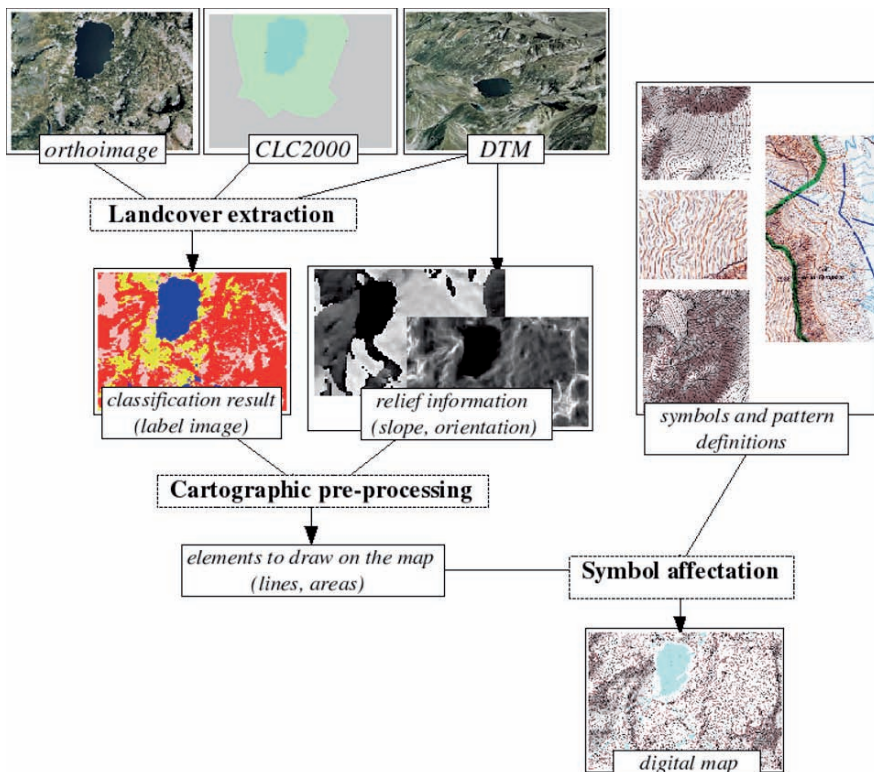 orthoimage
CLC2000
DTM
Landcover extraction
classification result
(label image)
relief information
(slope, orientation)
symbols and pattern
definitions
Cartographic pre-processing
elements to draw on the map
(lines, areas)
Symbol affectation
digital map